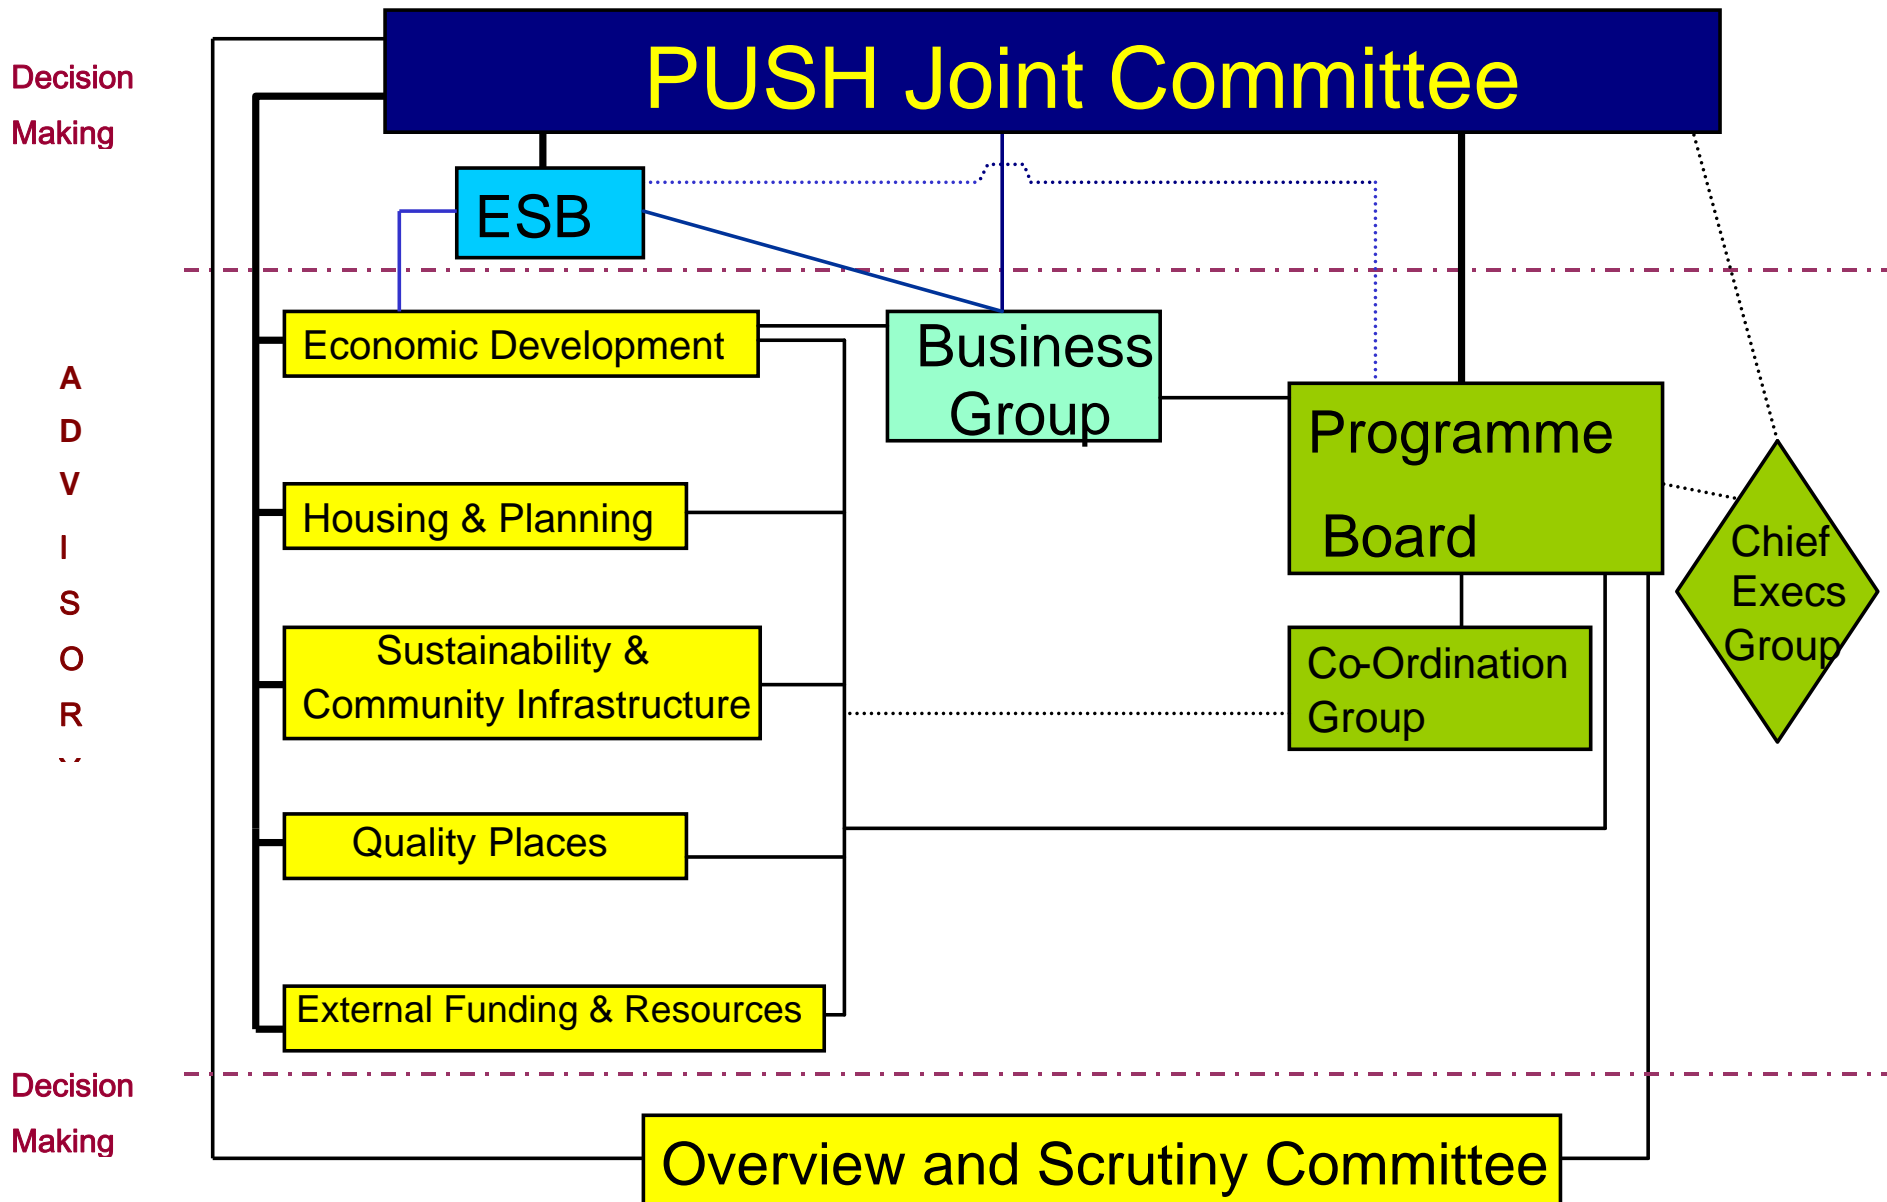 PUSH Joint Committee
Decision
Making
ESB
Economic Development
Business
Group
Programme
Board
A
D
V
I
S
O
R
Housing & Planning
Chief
Execs
Group
Sustainability &
Community Infrastructure
Co-Ordination
Group
Quality Places
External Funding & Resources
Decision
Making
Overview and Scrutiny Committee